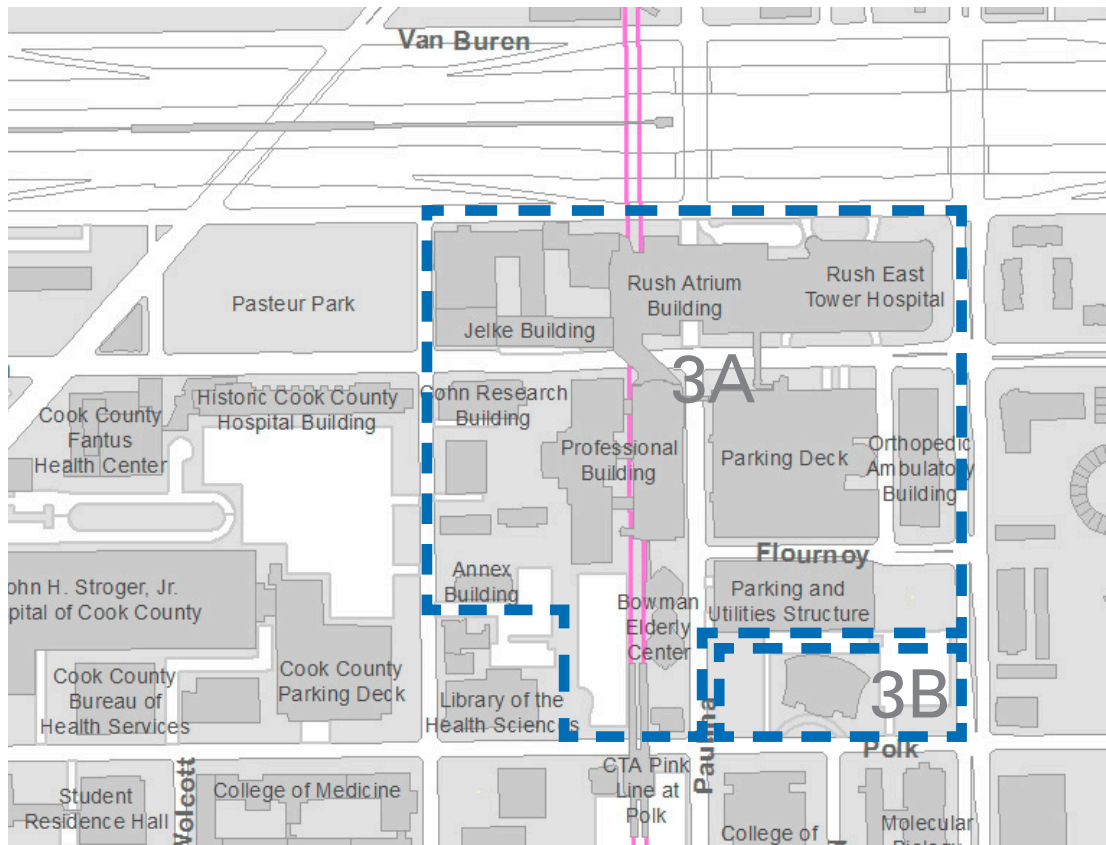 Van Buren
Pasteur Park
Rush Atrium
Building
Rush East
Tower Hospital
Jelke Building
3A
Historic Cook County
Hospital Building
Cohn Research
Building
Cook County
Fantus
Health Center
Professional
Building
Parking Deck
Orthopedic
Ambulatory
Building
Flournoy
Annex
Building
ohn H. Stroger, Jr.
spital of Cook County
Bowman
Elderly
Center
Parking and
Utilities Structure
Cook County
Bureau of
Health Services
Cook County
Parking Deck
Library of the
Health Sciences
3B
Paulina
Polk
CTA Pink
Line at
Polk
Wolcott
Student
Residence Hall
College of Medicine
College of
Molecular
Biology